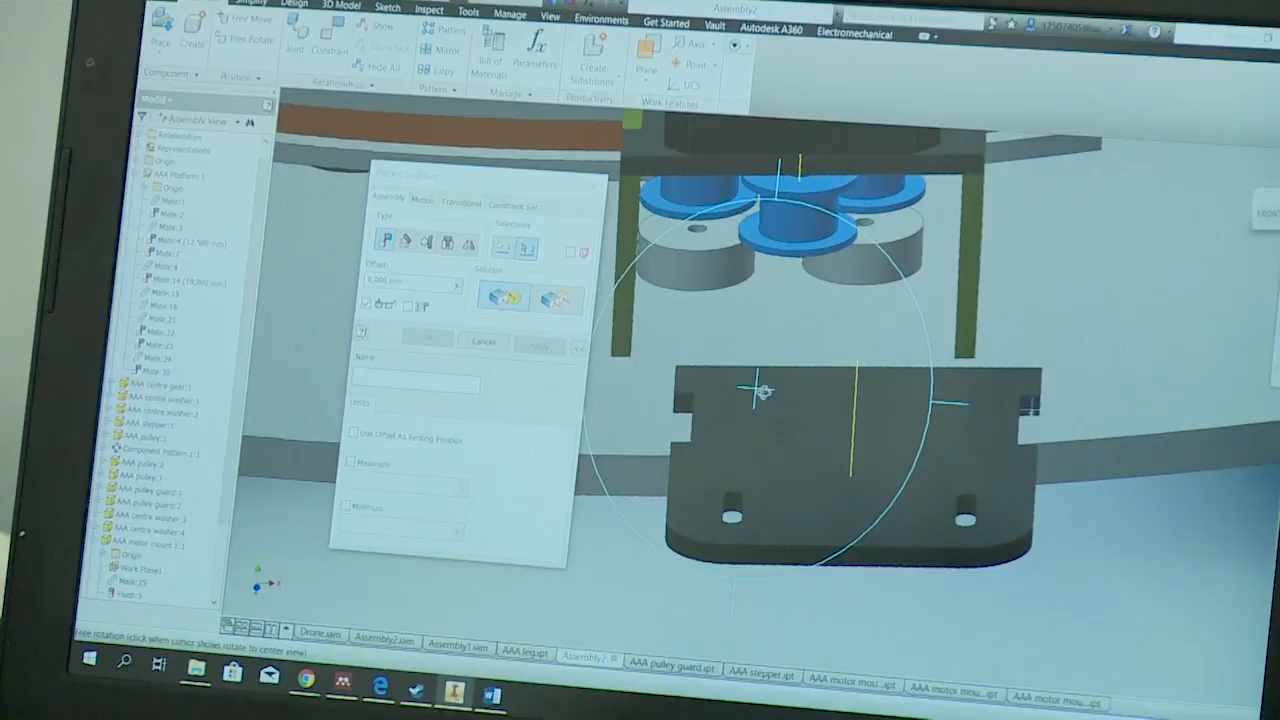 Simplify Design 3D Model Sketch Inspect Tools Manage View Environments Get Started Vault Autodesk A360 Electromechanical
Assembly2
Place
Create
Free Move
Free Rotate
Joint
Constrain
Show
Hide All
Pattern
Mirror
Copy
Bill of
Materials
Parameters
Create
Substitutes
Plane
Axis
Point
UCS
Component
Position
Relationships
Pattern
Manage
Work Features
Model
Assembly View
Relationships
Representations
Origin
AAA Platform:1
Origin
Mate:1
Mate:2
Mate:3
Mate:4 (12,500 mm)
Mate:14 (19,000 mm)
Mate:15
Mate:16
Mate:21
Mate:22
Mate:23
Mate:24
Mate:30
AAA centre gem:1
AAA centre washer:1
AAA centre washer:2
AAA stepper:1
AAA pulley:1
Component Pattern 1:1
AAA pulley:2
AAA pulley guard:1
AAA pulley guard:2
AAA centre washer:3
AAA centre washer:4
AAA motor mount 1:1
Origin
Work Plane1
Mate:25
Flush:5
Place Constraint
Assembly Motion Transitional Constraint Set
Type
Selections
1
2
Offset:
0,000 mm
Solution
Cancel
Apply
Name
Limits
Use Offset As Resting Position
Maximum
Minimum
FRONT
Drone.iam
Assembly2.iam
Assembly1.iam
AAA leg.ipt
Assembly2
AAA pulley guard.ipt
AAA stepper.ipt
AAA motor mou...ipt
AAA motor mou...ipt
AAA motor mou...ipt
Free rotation (click when cursor shows rotate to center view)